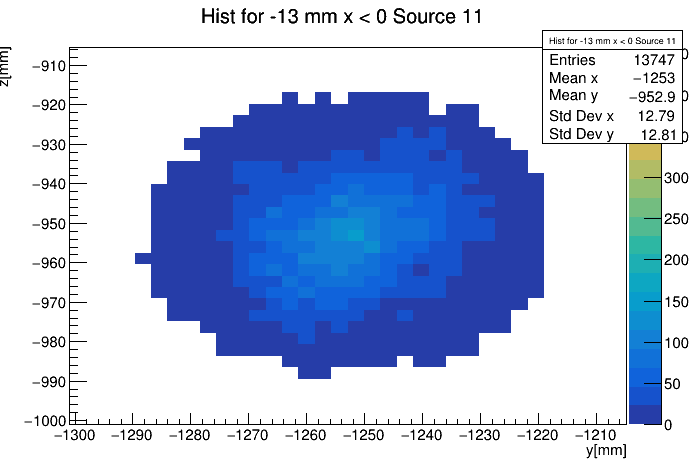 Hist for -13 mm x < 0 Source 11
z[mm]
Hist for -13 mm x < 0 Source 11
Entries 13747
Mean x −1253
Mean y −952.9
Std Dev x 12.79
Std Dev y 12.81
−910
−920
−930
−940
−950
−960
−970
−980
−990
−1000
300
250
200
150
100
50
0
−1300 −1290 −1280 −1270 −1260 −1250 −1240 −1230 −1220 −1210
y[mm]